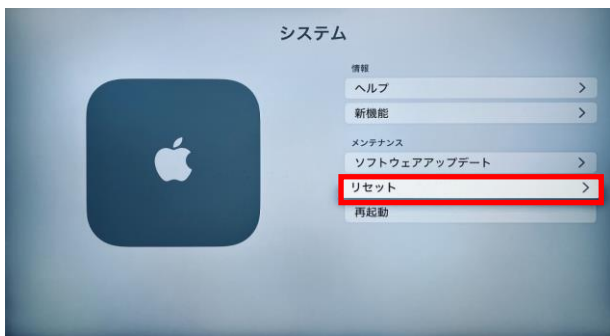 システム
情報
ヘルプ
新機能
メンテナンス
ソフトウェアアップデート
リセット
再起動